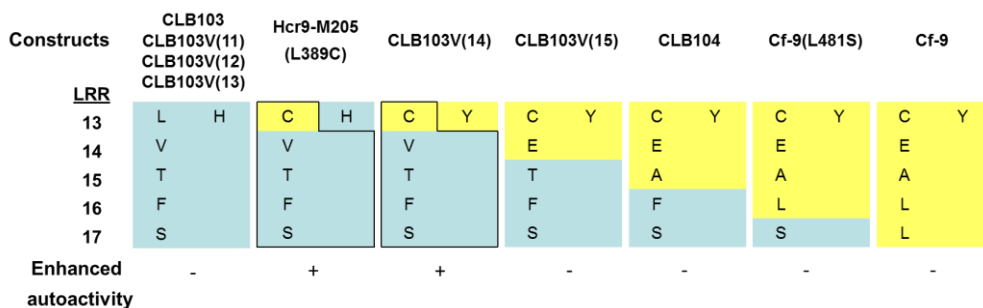 Constructs
CLB103
CLB103V(11)
CLB103V(12)
CLB103V(13)
Hcr9-M205
(L389C)
CLB103V(14)
CLB103V(15)
CLB104
Cf-9(L481S)
Cf-9
LRR
13 L H C H C Y C Y C Y C Y C Y
14 V V V E E E E
15 T T T T A A A
16 F F F F F L L
17 S S S S S S L
Enhanced
autoactivity
- + + - - - -